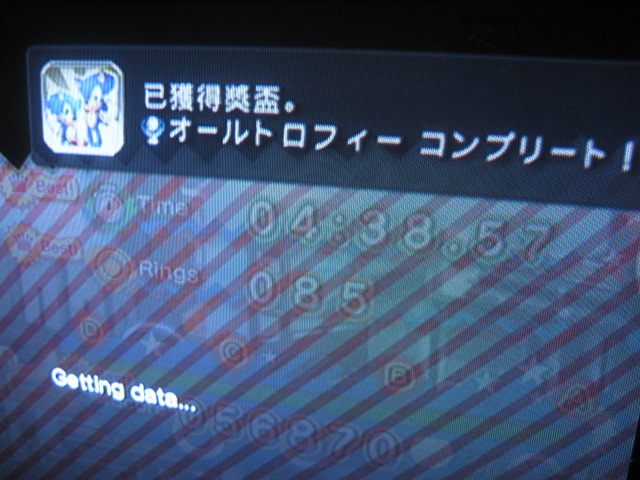 已獲得獎盃。
オールトロフィー コンプリート！
Best!
Time
04:38.57
Best!
Rings
085
D
C
B
A
Getting data...
056870